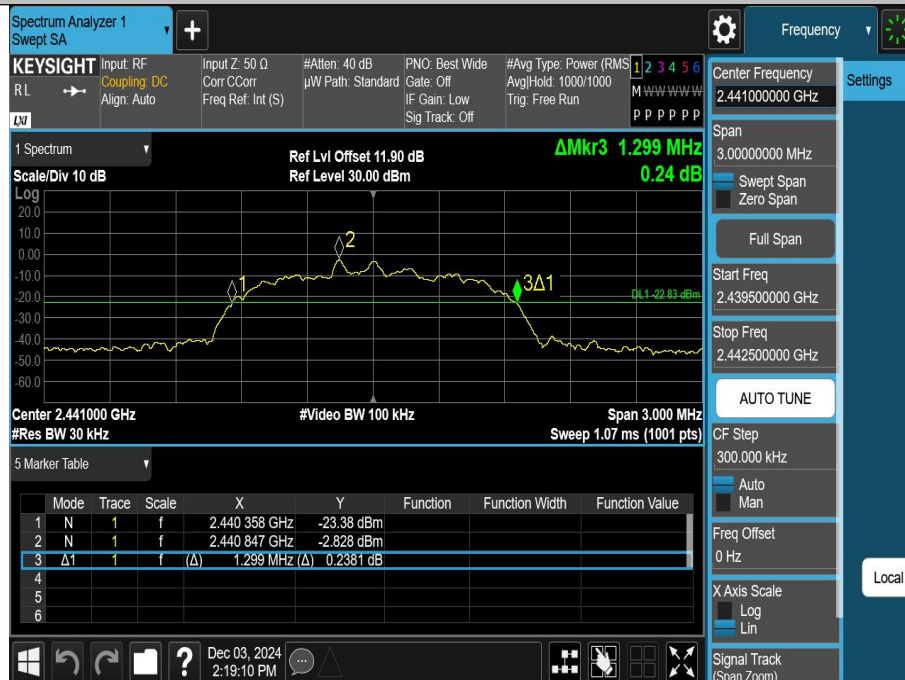 Spectrum Analyzer 1
Swept SA
Frequency
KEYSIGHT
RL
LXI
Input: RF
Coupling: DC
Align: Auto
Input Z: 50 Ω
Corr CCorr
Freq Ref: Int (S)
#Atten: 40 dB
µW Path: Standard
PNO: Best Wide
Gate: Off
IF Gain: Low
Sig Track: Off
#Avg Type: Power (RMS
Avg|Hold: 1000/1000
Trig: Free Run
1 2 3 4 5 6
M W W W W W
P P P P P P
1 Spectrum
Scale/Div 10 dB
Ref Lvl Offset 11.90 dB
Ref Level 30.00 dBm
ΔMkr3 1.299 MHz
0.24 dB
Log
20.0
10.0
0.00
-10.0
-20.0
-30.0
-40.0
-50.0
-60.0
2
1
3Δ1
DL1 -22.83 dBm
Center 2.441000 GHz
#Video BW 100 kHz
Span 3.000 MHz
#Res BW 30 kHz
Sweep 1.07 ms (1001 pts)
5 Marker Table
Mode Trace Scale X Y Function Function Width Function Value
1 N 1 f 2.440 358 GHz -23.38 dBm
2 N 1 f 2.440 847 GHz -2.828 dBm
3 Δ1 1 f (Δ) 1.299 MHz (Δ) 0.2381 dB
4
5
6
Dec 03, 2024
2:19:10 PM
?
Center Frequency
2.441000000 GHz
Settings
Span
3.00000000 MHz
Swept Span
Zero Span
Full Span
Start Freq
2.439500000 GHz
Stop Freq
2.442500000 GHz
AUTO TUNE
CF Step
300.000 kHz
Auto
Man
Freq Offset
0 Hz
Local
X Axis Scale
Log
Lin
Signal Track
(Span Zoom)